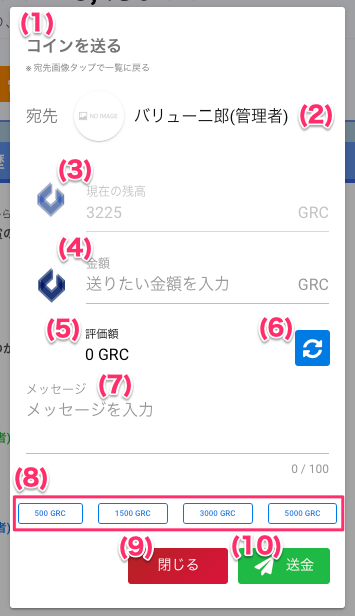 (1)
コインを送る
※ 宛先画像タップで一覧に戻る
宛先 NO IMAGE バリュー二郎(管理者) (2)
(3)
現在の残高
3225 GRC
(4)
金額
送りたい金額を入力 GRC
(5) 評価額 (6)
0 GRC
メッセージ (7)
メッセージを入力
0 / 100
(8)
500 GRC 1500 GRC 3000 GRC 5000 GRC
(9) (10)
閉じる 送金